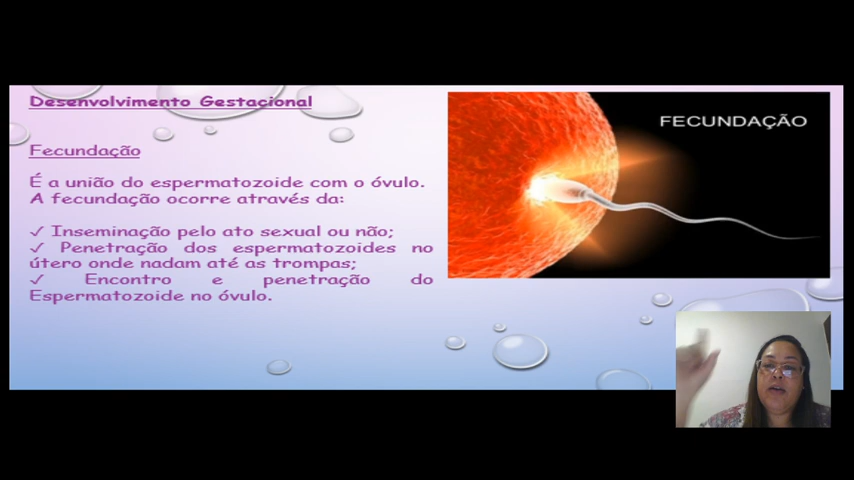 Desenvolvimento Gestacional
Fecundação
É a união do espermatozoide com o óvulo.
A fecundação ocorre através da:
✓ Inseminação pelo ato sexual ou não;
✓ Penetração dos espermatozoides no
útero onde nadam até as trompas;
✓ Encontro e penetração do
Espermatozoide no óvulo.
FECUNDAÇÃO